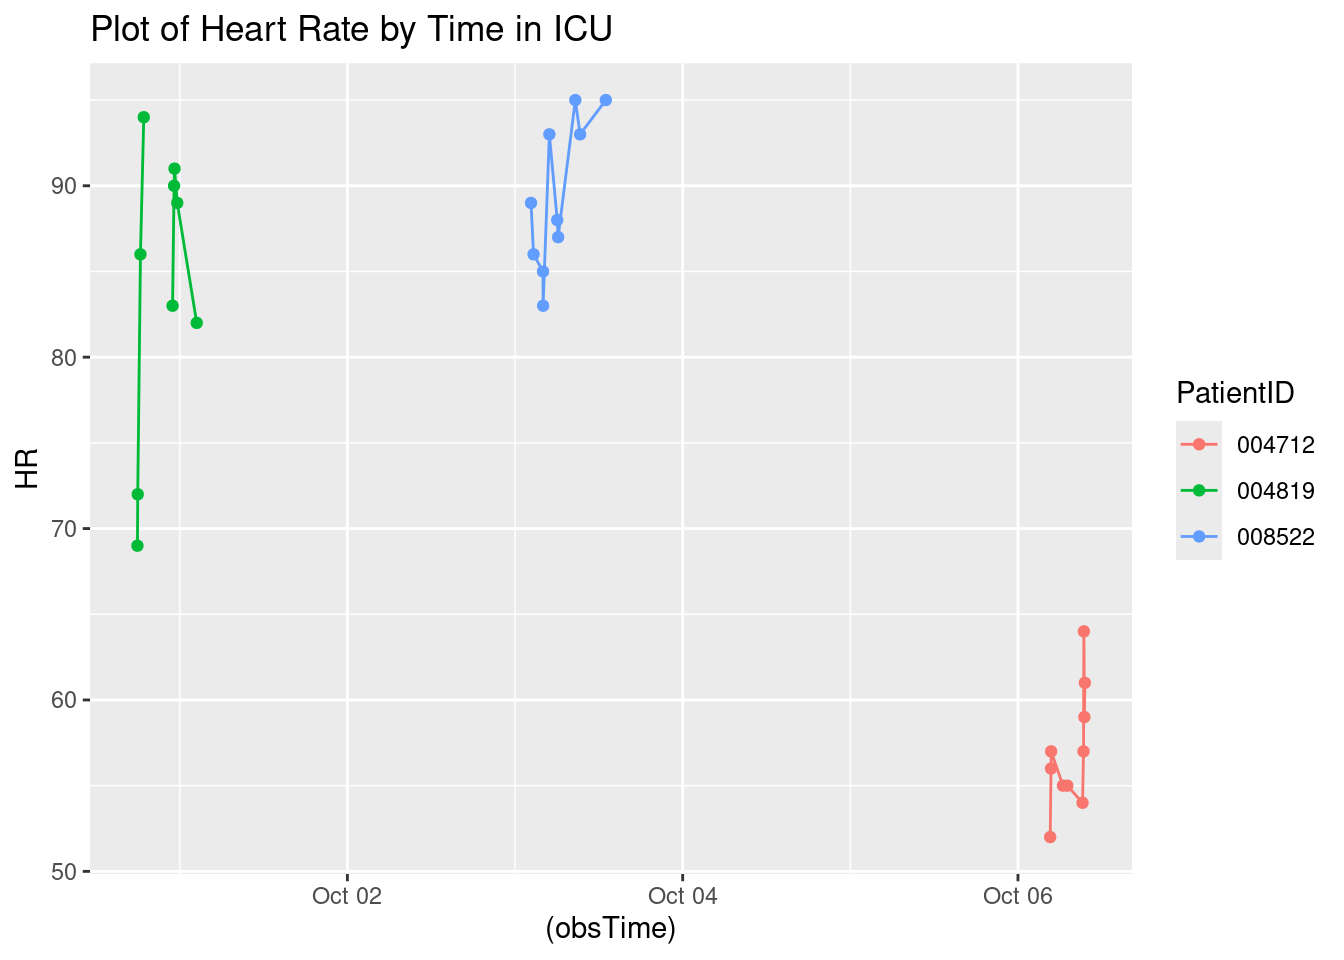 Plot of Heart Rate by Time in ICU
HR
90
80
70
60
50
Oct 02
Oct 04
Oct 06
(obsTime)
PatientID
004712
004819
008522